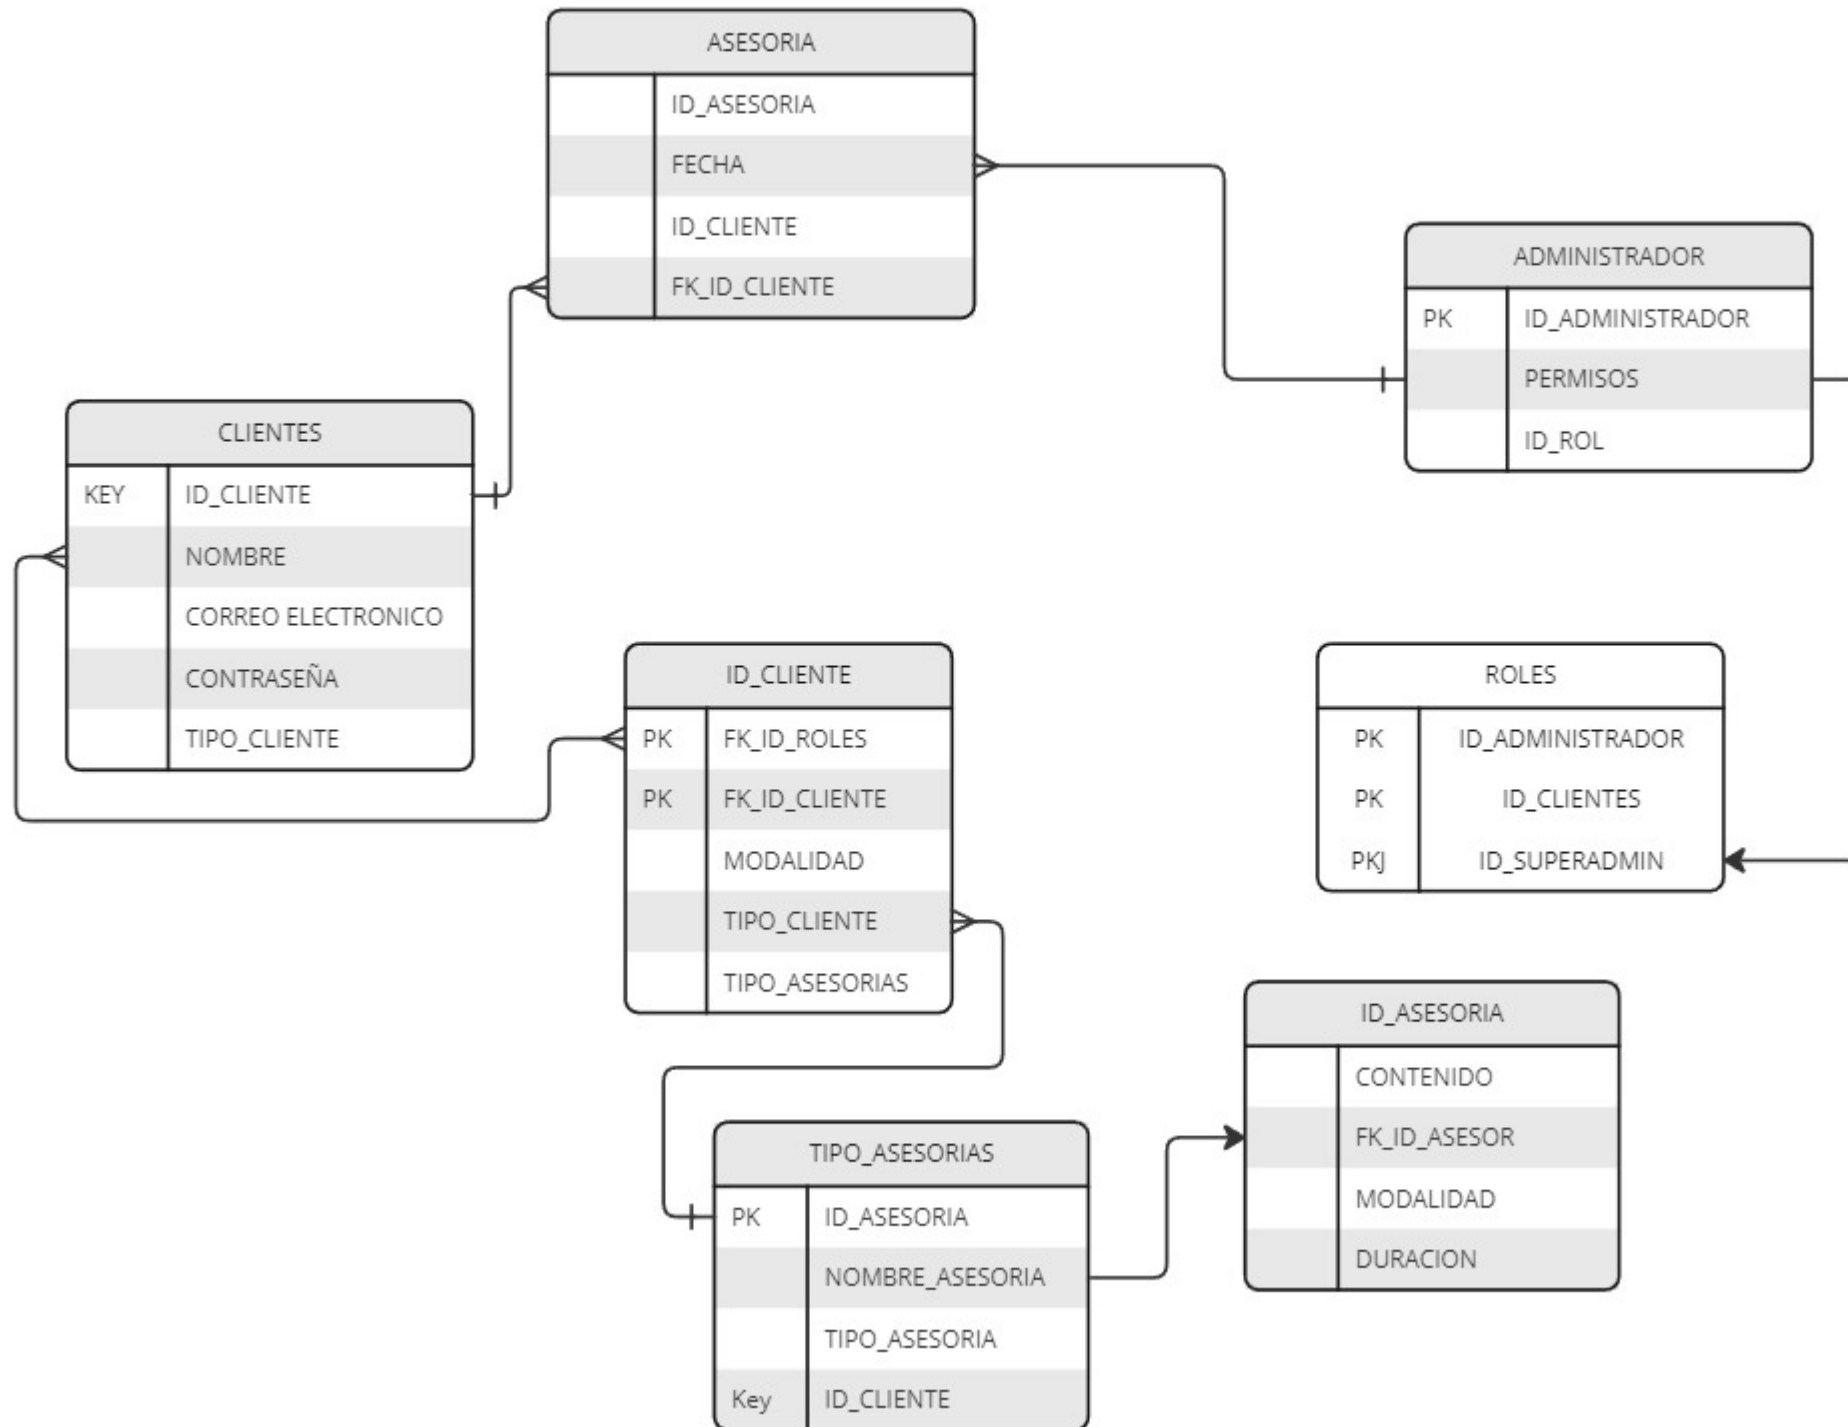 ASESORIA
ID_ASESORIA
FECHA
ID_CLIENTE
FK_ID_CLIENTE
ADMINISTRADOR
PK ID_ADMINISTRADOR
PERMISOS
ID_ROL
CLIENTES
KEY ID_CLIENTE
NOMBRE
CORREO ELECTRONICO
CONTRASEÑA
TIPO_CLIENTE
ID_CLIENTE
PK FK_ID_ROLES
PK FK_ID_CLIENTE
MODALIDAD
TIPO_CLIENTE
TIPO_ASESORIAS
ROLES
PK ID_ADMINISTRADOR
PK ID_CLIENTES
PKJ ID_SUPERADMIN
ID_ASESORIA
CONTENIDO
FK_ID_ASESOR
MODALIDAD
DURACION
TIPO_ASESORIAS
PK ID_ASESORIA
NOMBRE_ASESORIA
TIPO_ASESORIA
Key ID_CLIENTE